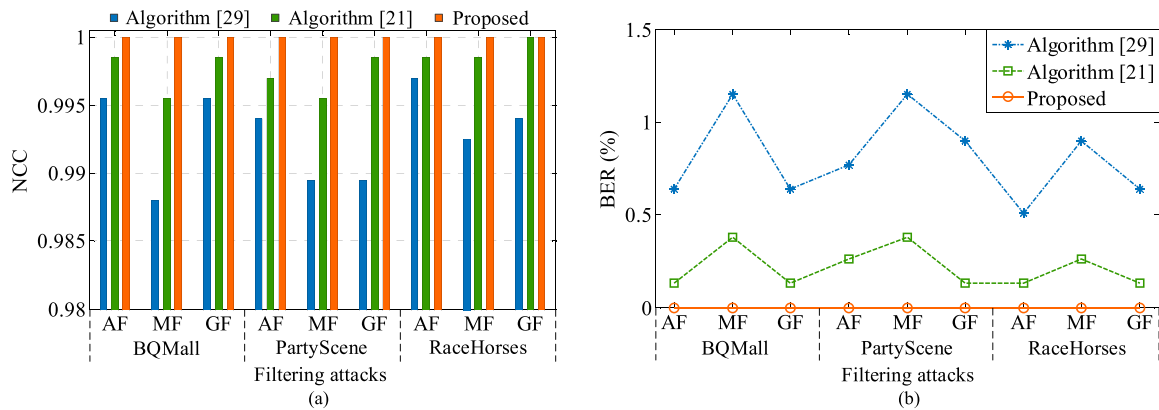 Algorithm [29] Algorithm [21] Proposed
1
0.995
0.99
0.985
0.98
NCC
AF MF GF AF MF GF AF MF GF
BQMall PartyScene RaceHorses
Filtering attacks
(a)
1.5
1
0.5
0
BER (%)
Algorithm [29]
Algorithm [21]
Proposed
AF MF GF AF MF GF AF MF GF
BQMall PartyScene RaceHorses
Filtering attacks
(b)